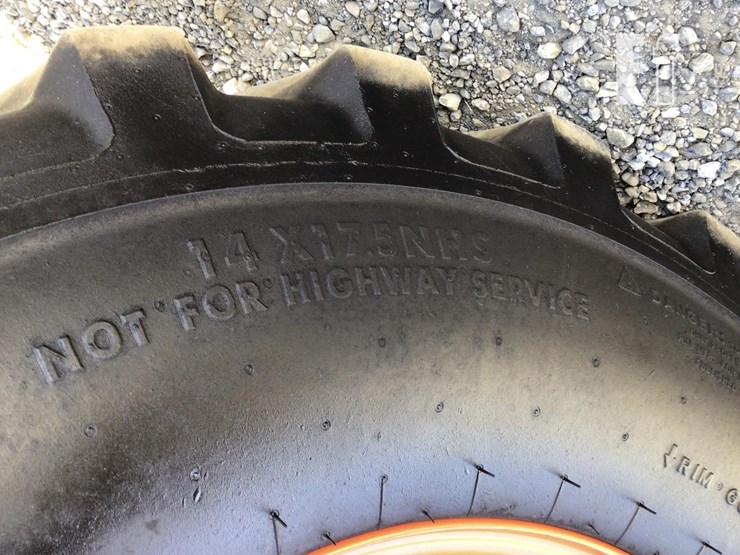 14 X17.5NHS
NOT FOR HIGHWAY SERVICE
DANGER
J-RIM